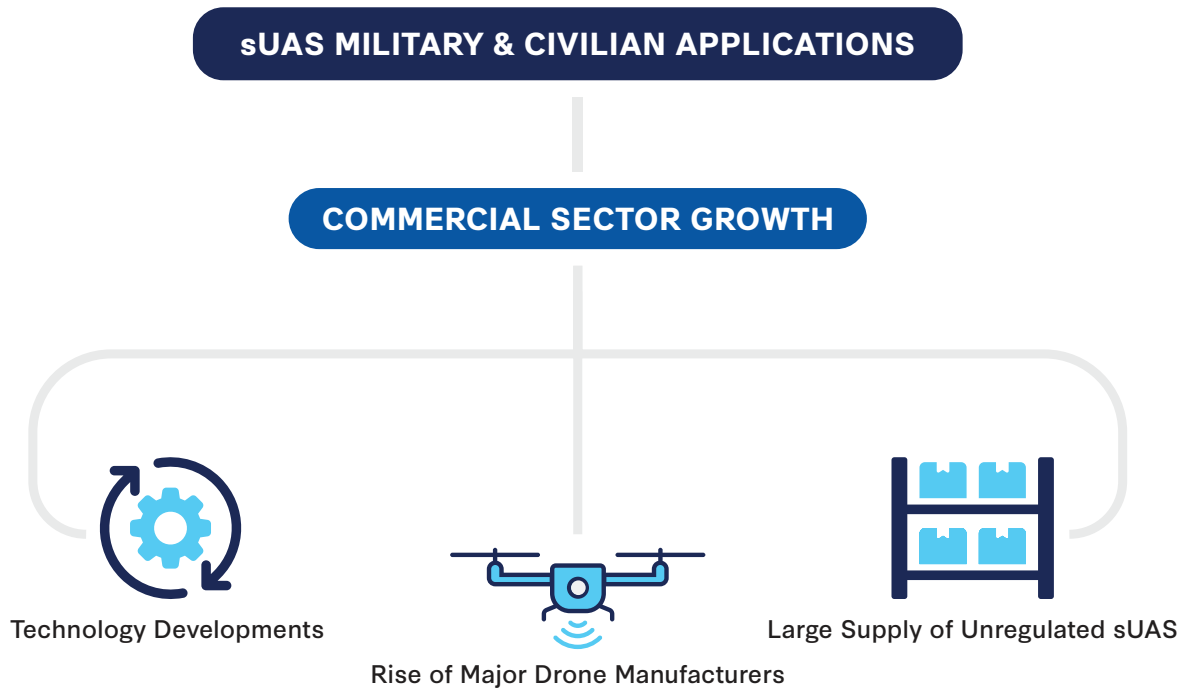 sUAS MILITARY & CIVILIAN APPLICATIONS
COMMERCIAL SECTOR GROWTH
Technology Developments
Rise of Major Drone Manufacturers
Large Supply of Unregulated sUAS